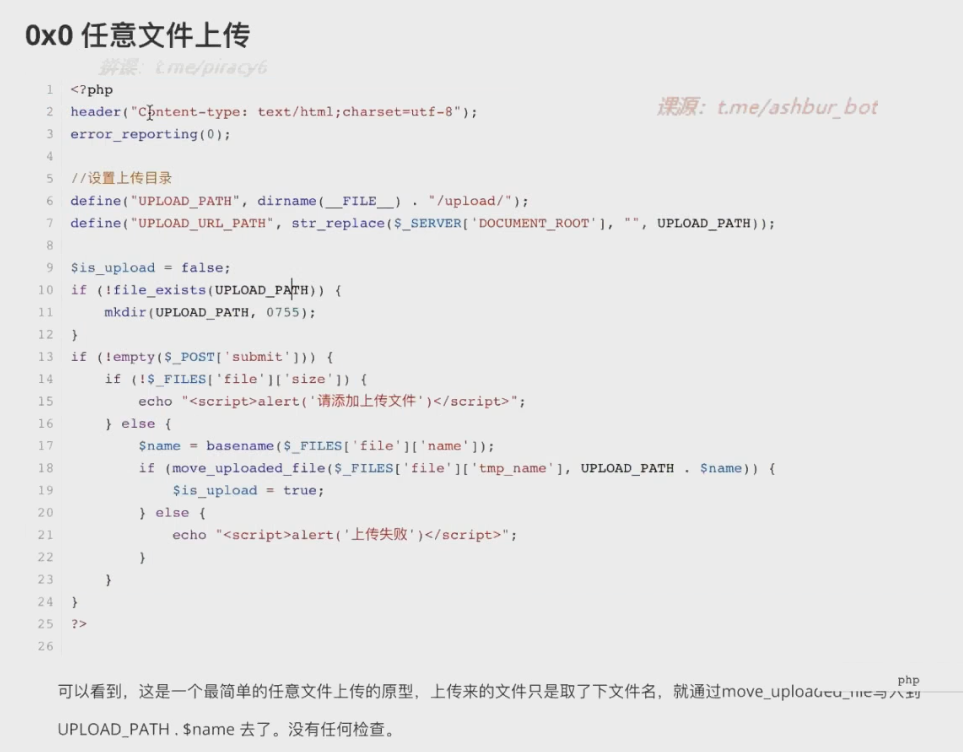 0x0 任意文件上传
课源：t.me/ashbur_bot
1 <?php
2 header("Content-type: text/html;charset=utf-8");
3 error_reporting(0);
4
5 //设置上传目录
6 define("UPLOAD_PATH", dirname(__FILE__) . "/upload/");
7 define("UPLOAD_URL_PATH", str_replace($_SERVER['DOCUMENT_ROOT'], "", UPLOAD_PATH));
8
9 $is_upload = false;
10 if (!file_exists(UPLOAD_PATH)) {
11     mkdir(UPLOAD_PATH, 0755);
12 }
13 if (!empty($_POST['submit'])) {
14     if (!$_FILES['file']['size']) {
15         echo "<script>alert('请添加上传文件')</script>";
16     } else {
17         $name = basename($_FILES['file']['name']);
18         if (move_uploaded_file($_FILES['file']['tmp_name'], UPLOAD_PATH . $name)) {
19             $is_upload = true;
20         } else {
21             echo "<script>alert('上传失败')</script>";
22         }
23     }
24 }
25 ?>
26
php
可以看到，这是一个最简单的任意文件上传的原型，上传来的文件只是取了下文件名，就通过move_uploaded_file写入到
UPLOAD_PATH . $name 去了。没有任何检查。